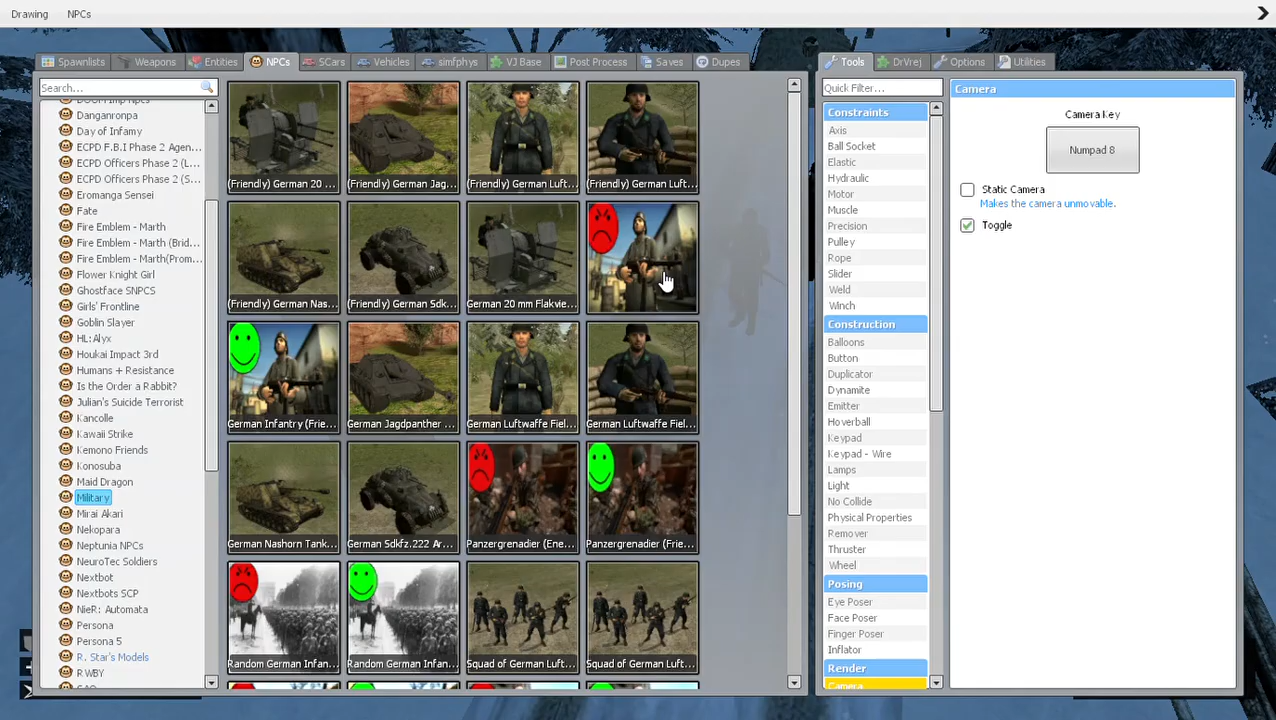 Drawing NPCs
Spawnlists Weapons Entities NPCs SCars Vehicles simfphys VJ Base Post Process Saves Dupes
Search...
Danganronpa
Day of Infamy
ECPD F.B.I Phase 2 Agen...
ECPD Officers Phase 2 (L...
ECPD Officers Phase 2 (S...
Eromanga Sensei
Fate
Fire Emblem - Marth
Fire Emblem - Marth (Brid...
Fire Emblem - Marth(Prom...
Flower Knight Girl
Ghostface SNPCS
Girls' Frontline
Goblin Slayer
HL:Alyx
Houkai Impact 3rd
Humans + Resistance
Is the Order a Rabbit?
Julian's Suicide Terrorist
Kancolle
Kawaii Strike
Kemono Friends
Konosuba
Maid Dragon
Military
Mirai Akari
Nekopara
Neptunia NPCs
NeuroTec Soldiers
Nextbot
Nextbots SCP
NieR: Automata
Persona
Persona 5
R. Star's Models
RWBY
(Friendly) German 20 ... (Friendly) German Jag... (Friendly) German Luft... (Friendly) German Luft...
(Friendly) German Nas... (Friendly) German Sdk... German 20 mm Flakvie...
German Infantry (Frie... German Jagdpanther ... German Luftwaffe Fiel... German Luftwaffe Fiel...
German Nashorn Tank... German Sdkfz.222 Ar... Panzergrenadier (Ene... Panzergrenadier (Frie...
Random German Infan... Random German Infan... Squad of German Luft... Squad of German Luft...
Tools DrVrej Options Utilities
Quick Filter...
Constraints
Axis
Ball Socket
Elastic
Hydraulic
Motor
Muscle
Precision
Pulley
Rope
Slider
Weld
Winch
Construction
Balloons
Button
Duplicator
Dynamite
Emitter
Hoverball
Keypad
Keypad - Wire
Lamps
Light
No Collide
Physical Properties
Remover
Thruster
Wheel
Posing
Eye Poser
Face Poser
Finger Poser
Inflator
Render
Camera
Camera
Camera Key
Numpad 8
Static Camera
Makes the camera unmovable.
Toggle